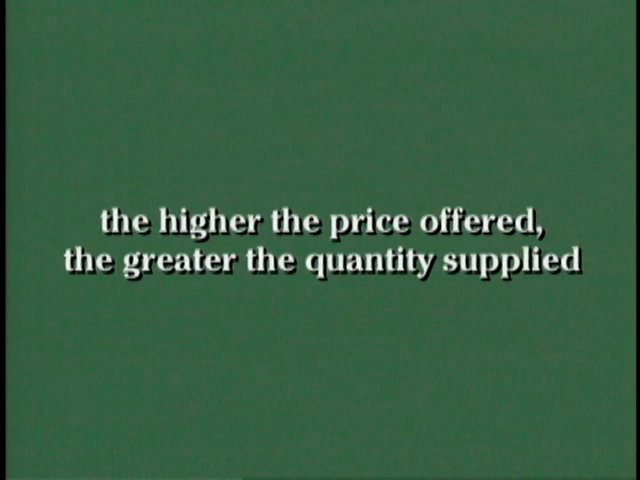 the higher the price offered,
the greater the quantity supplied